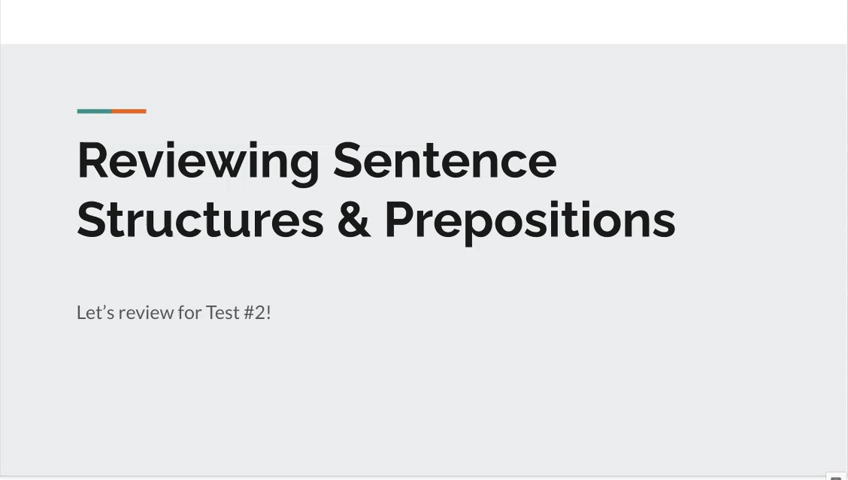 Reviewing Sentence
Structures & Prepositions
Let’s review for Test #2!